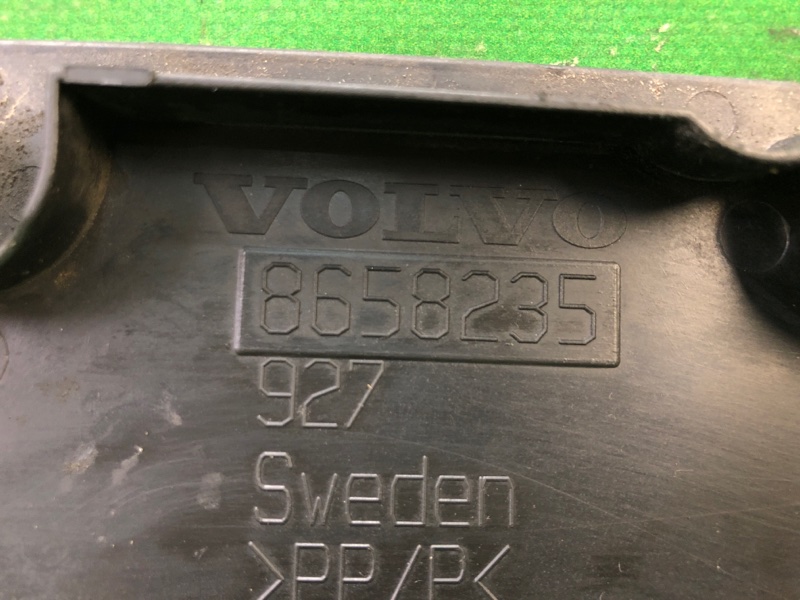 VOLVO
8658235
927
Sweden
>PP/P<